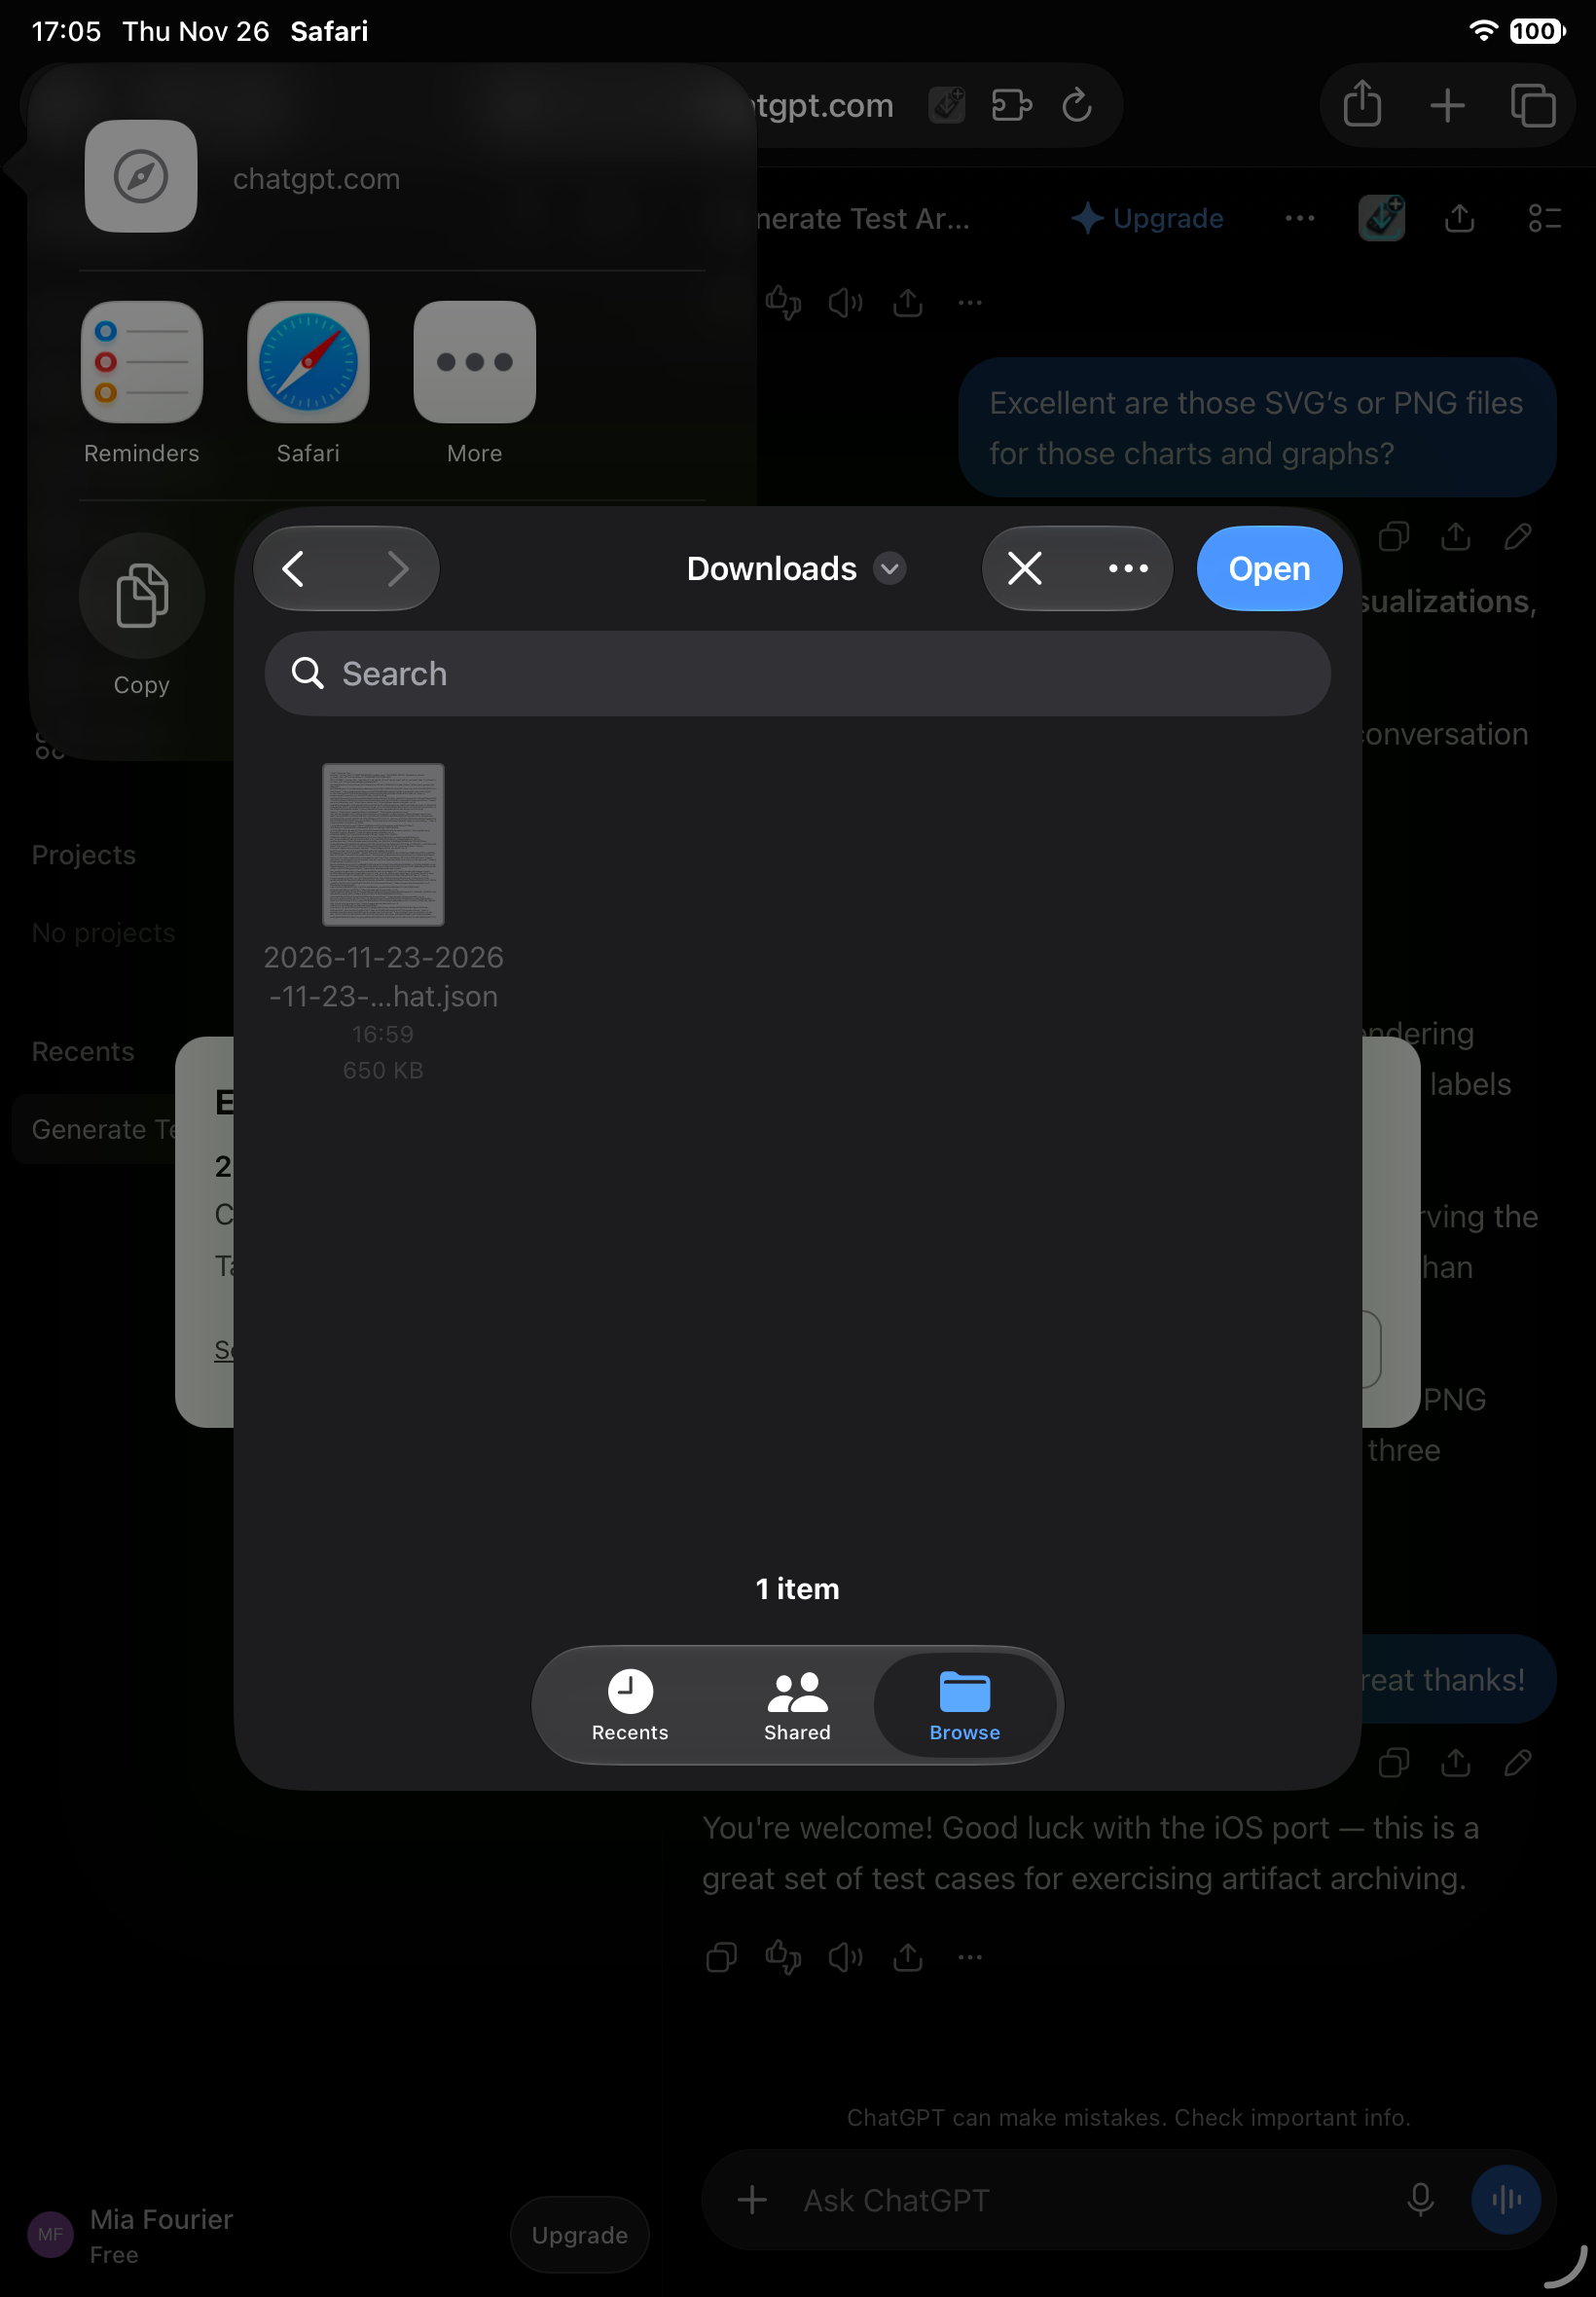 17:05 Thu Nov 26 Safari
100
tgpt.com
chatgpt.com
nerate Test Ar...
Upgrade
Reminders
Safari
More
Excellent are those SVG’s or PNG files
for those charts and graphs?
Copy
Downloads
Open
sualizations,
Search
conversation
Projects
No projects
2026-11-23-2026
-11-23-...hat.json
16:59
650 KB
Recents
ndering
labels
Generate Te
E
2
C
rving the
Ta
han
Se
PNG
three
1 item
Recents
Shared
Browse
reat thanks!
You're welcome! Good luck with the iOS port — this is a
great set of test cases for exercising artifact archiving.
ChatGPT can make mistakes. Check important info.
Ask ChatGPT
MF
Mia Fourier
Free
Upgrade